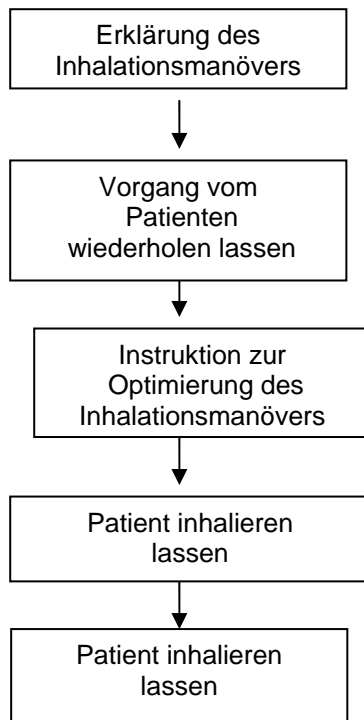 Erklärung des
Inhalationsmanövers
Vorgang vom
Patienten
wiederholen lassen
Instruktion zur
Optimierung des
Inhalationsmanövers
Patient inhalieren
lassen
Patient inhalieren
lassen